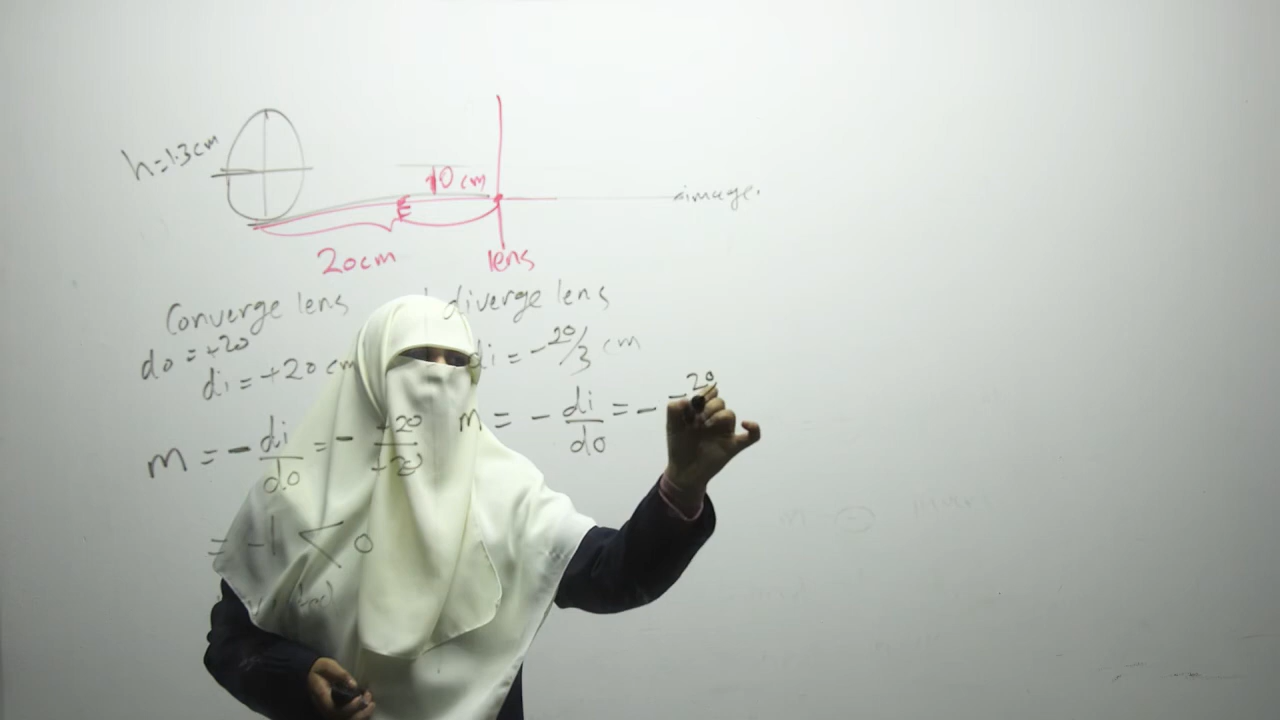 h=1.3cm
10 cm
image.
20cm
lens
Converge lens
diverge lens
do = +20
di = +20 cm
di = -20/3 cm
m = - di/do = - +20/+20
m = - di/do = - -20
= -1 < 0